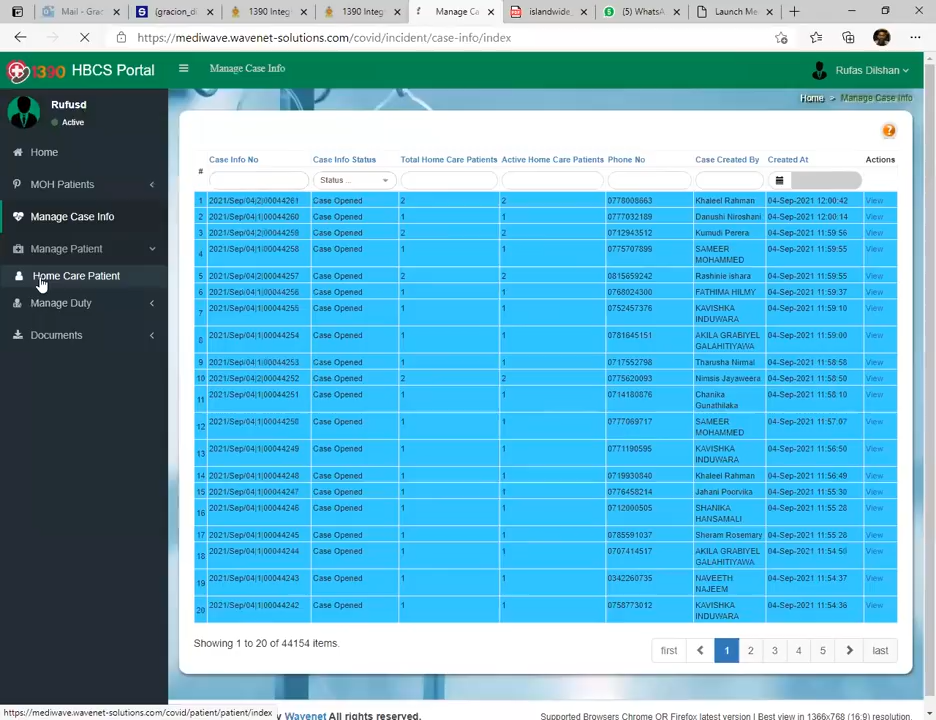 Mail - Grac
{gracion_di
1390 Integ
1390 Integ
Manage Ca
islandwide_
(5) WhatsA
Launch Me
https://mediwave.wavenet-solutions.com/covid/incident/case-info/index
1390 HBCS Portal
Manage Case Info
Rufas Dilshan
Rufusd
Active
Home > Manage Case Info
Home
MOH Patients
Manage Case Info
Manage Patient
Home Care Patient
Manage Duty
Documents
# Case Info No Case Info Status Total Home Care Patients Active Home Care Patients Phone No Case Created By Created At Actions
Status ...
1 2021/Sep/04|2|00044261 Case Opened 2 2 0778008663 Khaleel Rahman 04-Sep-2021 12:00:42 View
2 2021/Sep/04|1|00044260 Case Opened 1 1 0777032189 Danushi Niroshani 04-Sep-2021 12:00:14 View
3 2021/Sep/04|2|00044259 Case Opened 2 2 0712943512 Kumudi Perera 04-Sep-2021 11:59:56 View
4 2021/Sep/04|1|00044258 Case Opened 1 1 0775707899 SAMEER MOHAMMED 04-Sep-2021 11:59:55 View
5 2021/Sep/04|2|00044257 Case Opened 2 2 0815659242 Rashinie ishara 04-Sep-2021 11:59:55 View
6 2021/Sep/04|1|00044256 Case Opened 1 1 0768024300 FATHIMA HILMY 04-Sep-2021 11:59:37 View
7 2021/Sep/04|1|00044255 Case Opened 1 1 0752457376 KAVISHKA INDUWARA 04-Sep-2021 11:59:10 View
8 2021/Sep/04|1|00044254 Case Opened 1 1 0781645151 AKILA GRABIYEL GALAHITIYAWA 04-Sep-2021 11:59:00 View
9 2021/Sep/04|1|00044253 Case Opened 1 1 0717552798 Tharusha Nirmal 04-Sep-2021 11:58:58 View
10 2021/Sep/04|2|00044252 Case Opened 2 2 0775620093 Nimsis Jayaweera 04-Sep-2021 11:58:50 View
11 2021/Sep/04|1|00044251 Case Opened 1 1 0714180876 Chanika Gunathilaka 04-Sep-2021 11:58:10 View
12 2021/Sep/04|1|00044250 Case Opened 1 1 0777069717 SAMEER MOHAMMED 04-Sep-2021 11:57:07 View
13 2021/Sep/04|1|00044249 Case Opened 1 1 0771190595 KAVISHKA INDUWARA 04-Sep-2021 11:56:50 View
14 2021/Sep/04|1|00044248 Case Opened 1 1 0719930840 Khaleel Rahman 04-Sep-2021 11:56:49 View
15 2021/Sep/04|1|00044247 Case Opened 1 1 0776458214 Jahani Poorvika 04-Sep-2021 11:55:30 View
16 2021/Sep/04|1|00044246 Case Opened 1 1 0712000505 SHANIKA HANSAMALI 04-Sep-2021 11:55:28 View
17 2021/Sep/04|1|00044245 Case Opened 1 1 0785591037 Sheram Rosemary 04-Sep-2021 11:55:28 View
18 2021/Sep/04|1|00044244 Case Opened 1 1 0707414517 AKILA GRABIYEL GALAHITIYAWA 04-Sep-2021 11:54:50 View
19 2021/Sep/04|1|00044243 Case Opened 1 1 0342260735 NAVEETH NAJEEM 04-Sep-2021 11:54:37 View
20 2021/Sep/04|1|00044242 Case Opened 1 1 0758773012 KAVISHKA INDUWARA 04-Sep-2021 11:54:36 View
Showing 1 to 20 of 44154 items.
first 1 2 3 4 5 last
https://mediwave.wavenet-solutions.com/covid/patient/patient/index
y Wavenet All rights reserved.
Supported Browsers Chrome OR Firefox latest version | Best view in 1366x768 (16:9) resolution.